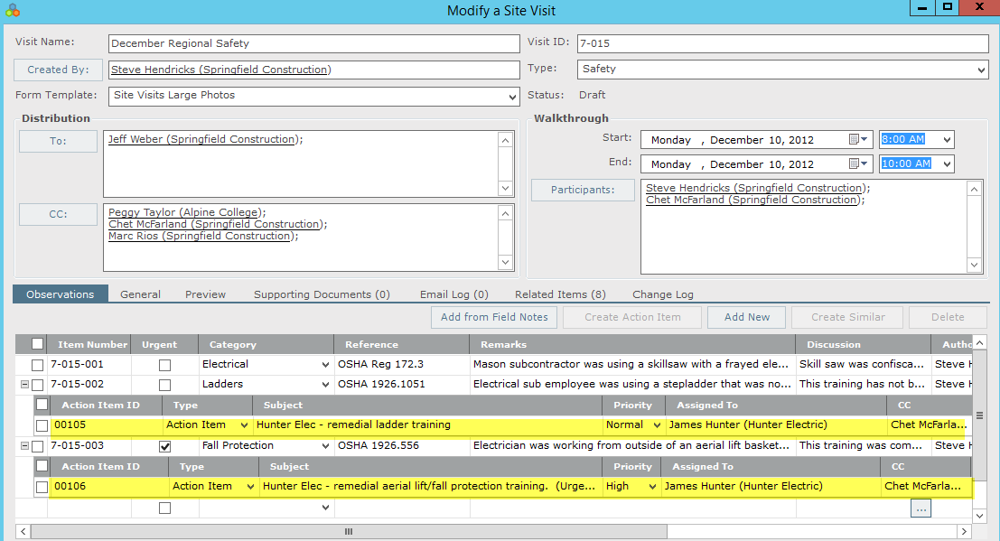 Modify a Site Visit
Visit Name: December Regional Safety Visit ID: 7-015
Created By: Steve Hendricks (Springfield Construction) Type: Safety
Form Template: Site Visits Large Photos Status: Draft
Distribution
To: Jeff Weber (Springfield Construction);
CC: Peggy Taylor (Alpine College);
Chet McFarland (Springfield Construction);
Marc Rios (Springfield Construction);
Walkthrough
Start: Monday , December 10, 2012 8:00 AM
End: Monday , December 10, 2012 10:00 AM
Participants: Steve Hendricks (Springfield Construction);
Chet McFarland (Springfield Construction);
Observations General Preview Supporting Documents (0) Email Log (0) Related Items (8) Change Log
Add from Field Notes Create Action Item Add New Create Similar Delete
Item Number Urgent Category Reference Remarks Discussion Autho
7-015-001 Electrical OSHA Reg 172.3 Mason subcontractor was using a skillsaw with a frayed ele... Skill saw was confisca... Steve H
7-015-002 Ladders OSHA 1926.1051 Electrical sub employee was using a stepladder that was no... This training has not b... Steve H
Action Item ID Type Subject Priority Assigned To CC
00105 Action Item Hunter Elec - remedial ladder training Normal James Hunter (Hunter Electric) Chet McFarla...
7-015-003 Fall Protection OSHA 1926.556 Electrician was working from outside of an aerial lift basket... This training was com... Steve H
Action Item ID Type Subject Priority Assigned To CC
00106 Action Item Hunter Elec - remedial aerial lift/fall protection training. (Urge... High James Hunter (Hunter Electric) Chet McFarla...
...